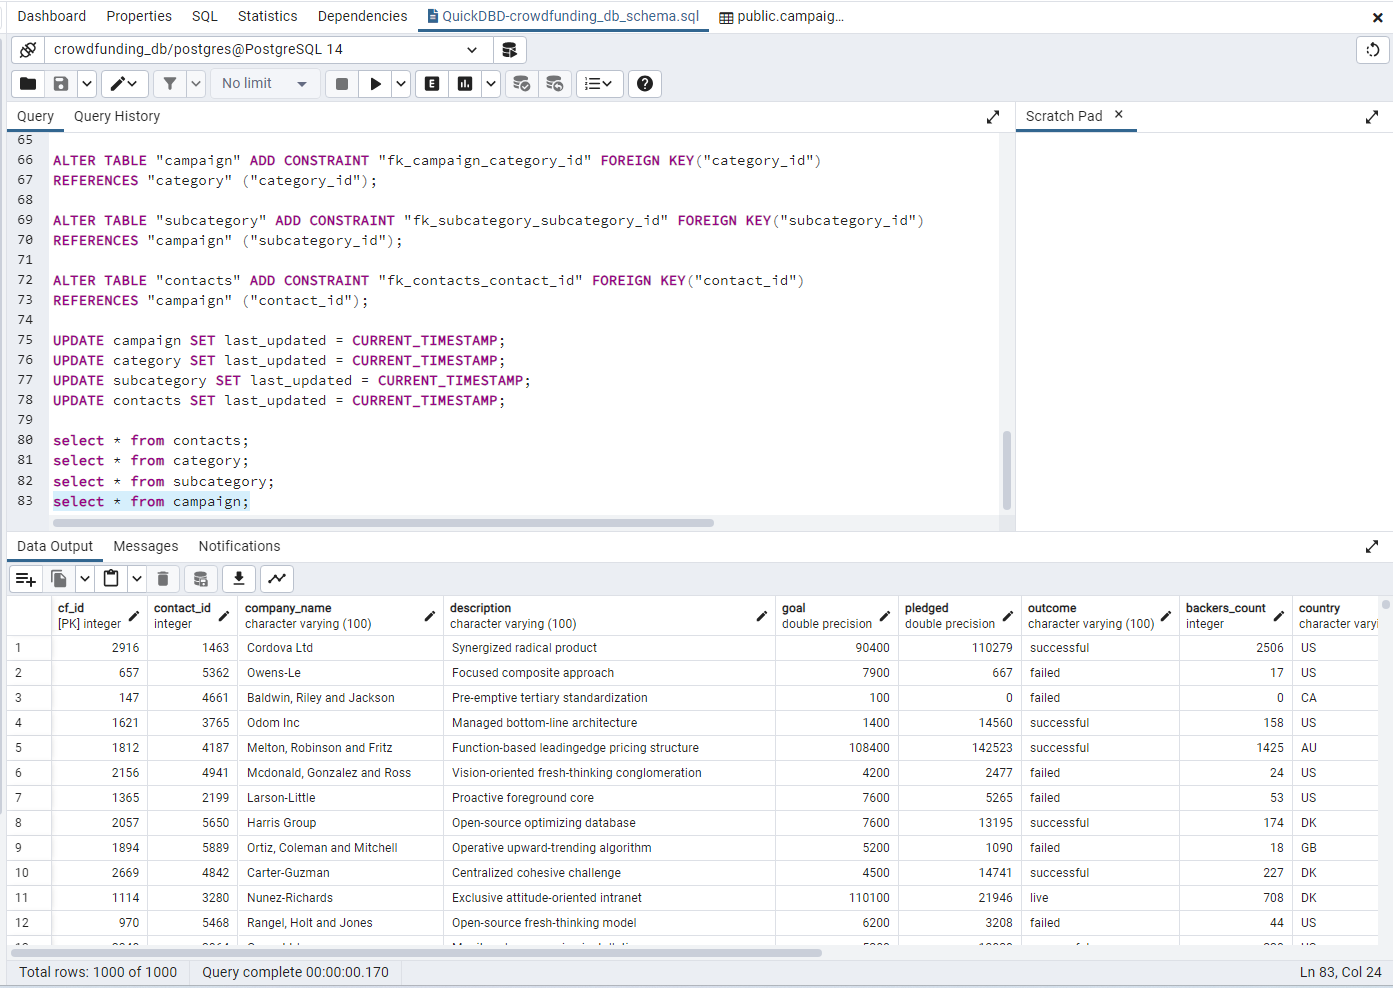 Dashboard Properties SQL Statistics Dependencies QuickDBD-crowdfunding_db_schema.sql public.campaig...
crowdfunding_db/postgres@PostgreSQL 14
No limit E
Query Query History Scratch Pad
65
66 ALTER TABLE "campaign" ADD CONSTRAINT "fk_campaign_category_id" FOREIGN KEY("category_id")
67 REFERENCES "category" ("category_id");
68
69 ALTER TABLE "subcategory" ADD CONSTRAINT "fk_subcategory_subcategory_id" FOREIGN KEY("subcategory_id")
70 REFERENCES "campaign" ("subcategory_id");
71
72 ALTER TABLE "contacts" ADD CONSTRAINT "fk_contacts_contact_id" FOREIGN KEY("contact_id")
73 REFERENCES "campaign" ("contact_id");
74
75 UPDATE campaign SET last_updated = CURRENT_TIMESTAMP;
76 UPDATE category SET last_updated = CURRENT_TIMESTAMP;
77 UPDATE subcategory SET last_updated = CURRENT_TIMESTAMP;
78 UPDATE contacts SET last_updated = CURRENT_TIMESTAMP;
79
80 select * from contacts;
81 select * from category;
82 select * from subcategory;
83 select * from campaign;
Data Output Messages Notifications
cf_id contact_id company_name description goal pledged outcome backers_count country
[PK] integer integer character varying (100) character varying (100) double precision double precision character varying (100) integer character varyi
1 2916 1463 Cordova Ltd Synergized radical product 90400 110279 successful 2506 US
2 657 5362 Owens-Le Focused composite approach 7900 667 failed 17 US
3 147 4661 Baldwin, Riley and Jackson Pre-emptive tertiary standardization 100 0 failed 0 CA
4 1621 3765 Odom Inc Managed bottom-line architecture 1400 14560 successful 158 US
5 1812 4187 Melton, Robinson and Fritz Function-based leadingedge pricing structure 108400 142523 successful 1425 AU
6 2156 4941 Mcdonald, Gonzalez and Ross Vision-oriented fresh-thinking conglomeration 4200 2477 failed 24 US
7 1365 2199 Larson-Little Proactive foreground core 7600 5265 failed 53 US
8 2057 5650 Harris Group Open-source optimizing database 7600 13195 successful 174 DK
9 1894 5889 Ortiz, Coleman and Mitchell Operative upward-trending algorithm 5200 1090 failed 18 GB
10 2669 4842 Carter-Guzman Centralized cohesive challenge 4500 14741 successful 227 DK
11 1114 3280 Nunez-Richards Exclusive attitude-oriented intranet 110100 21946 live 708 DK
12 970 5468 Rangel, Holt and Jones Open-source fresh-thinking model 6200 3208 failed 44 US
Total rows: 1000 of 1000 Query complete 00:00:00.170 Ln 83, Col 24